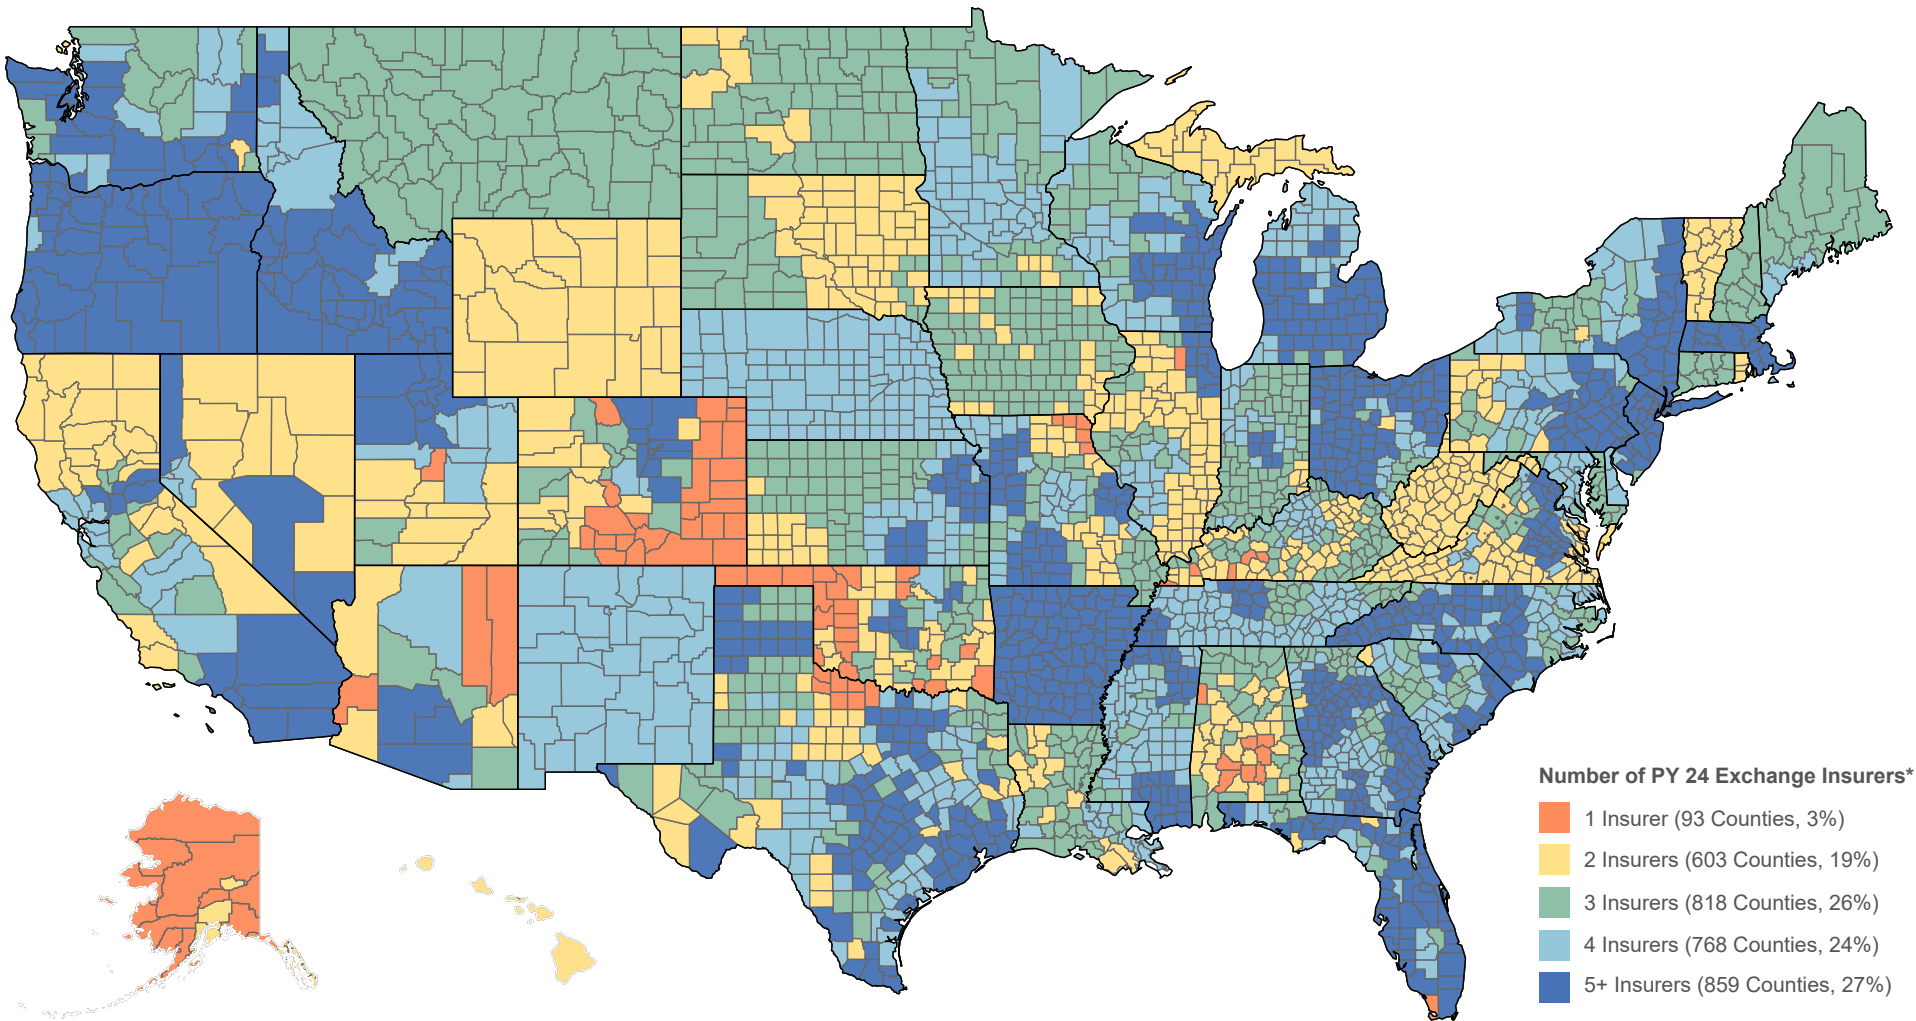 Number of PY 24 Exchange Insurers*
1 Insurer (93 Counties, 3%)
2 Insurers (603 Counties, 19%)
3 Insurers (818 Counties, 26%)
4 Insurers (768 Counties, 24%)
5+ Insurers (859 Counties, 27%)